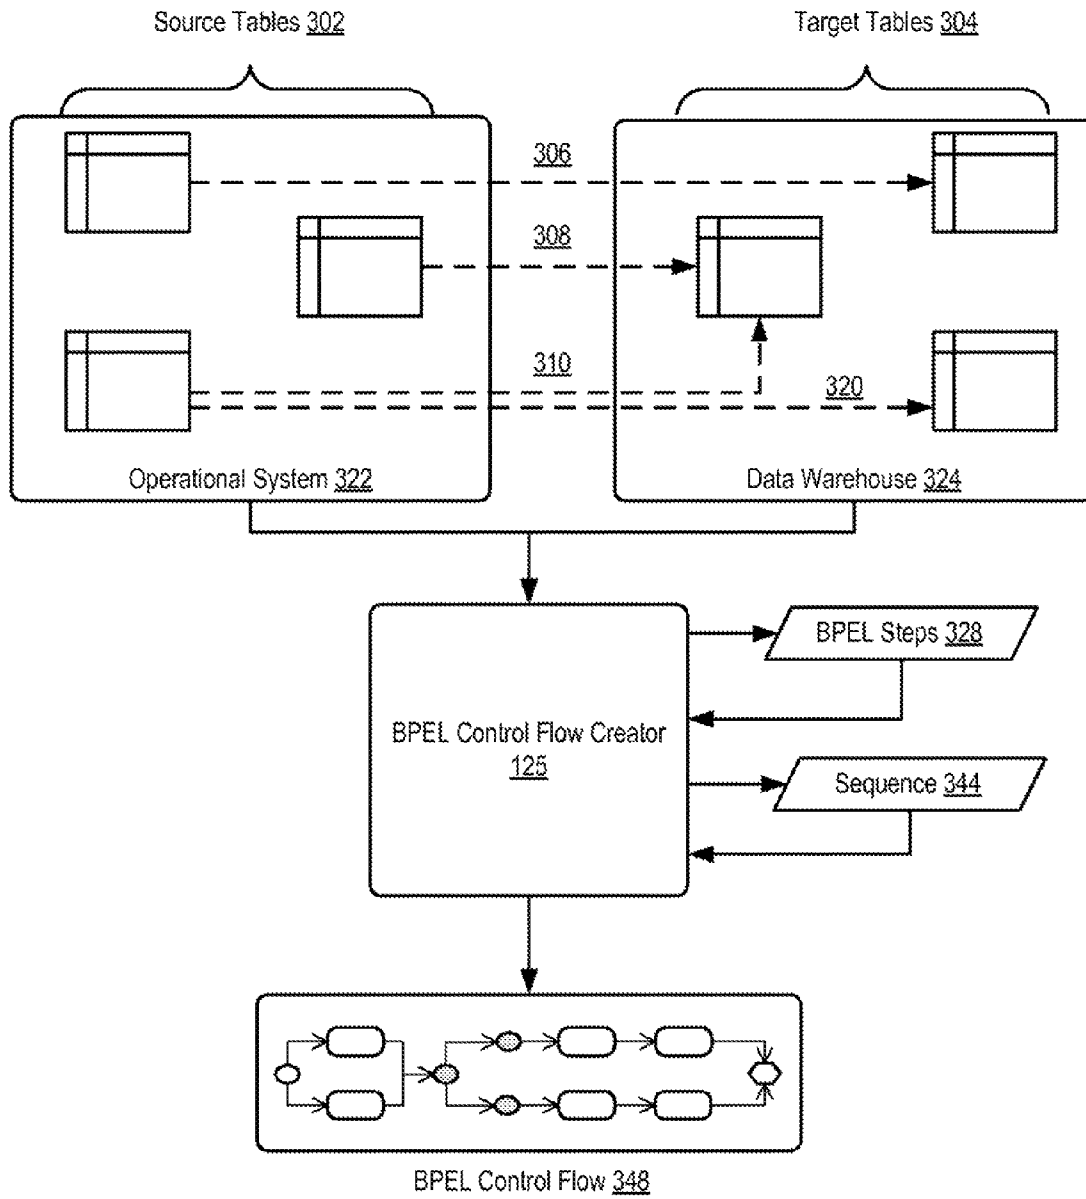 Source Tables 302
Target Tables 304
306
308
310
320
Operational System 322
Data Warehouse 324
BPEL Steps 328
BPEL Control Flow Creator
125
Sequence 344
BPEL Control Flow 348